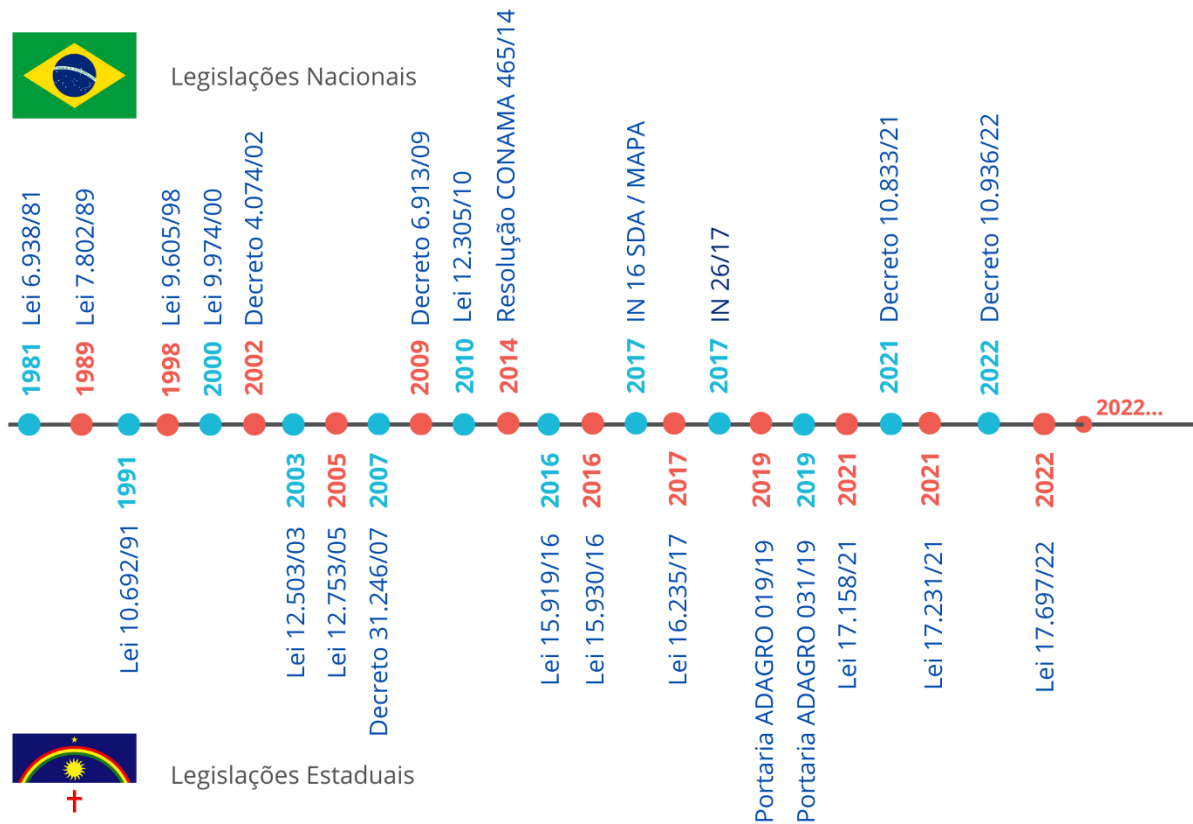 Legislações Nacionais
1981 Lei 6.938/81
1989 Lei 7.802/89
1998 Lei 9.605/98
2000 Lei 9.974/00
2002 Decreto 4.074/02
2009 Decreto 6.913/09
2010 Lei 12.305/10
2014 Resolução CONAMA 465/14
2017 IN 16 SDA / MAPA
2017 IN 26/17
2021 Decreto 10.833/21
2022 Decreto 10.936/22
2022...
Lei 10.692/91 1991
Lei 12.503/03 2003
Lei 12.753/05 2005
Decreto 31.246/07 2007
Lei 15.919/16 2016
Lei 15.930/16 2016
Lei 16.235/17 2017
Portaria ADAGRO 019/19 2019
Portaria ADAGRO 031/19 2019
Lei 17.158/21 2021
Lei 17.231/21 2021
Lei 17.697/22 2022
Legislações Estaduais